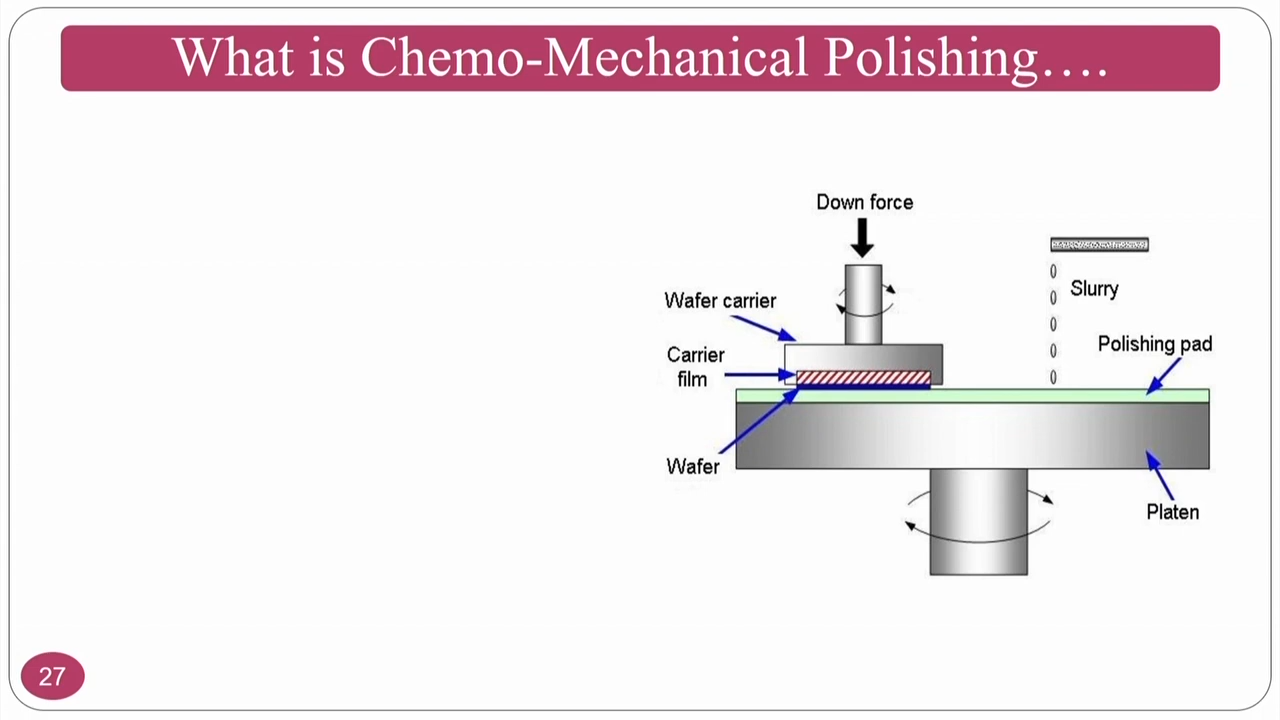 What is Chemo-Mechanical Polishing....
Down force
Slurry
Wafer carrier
Polishing pad
Carrier
film
Wafer
Platen
27